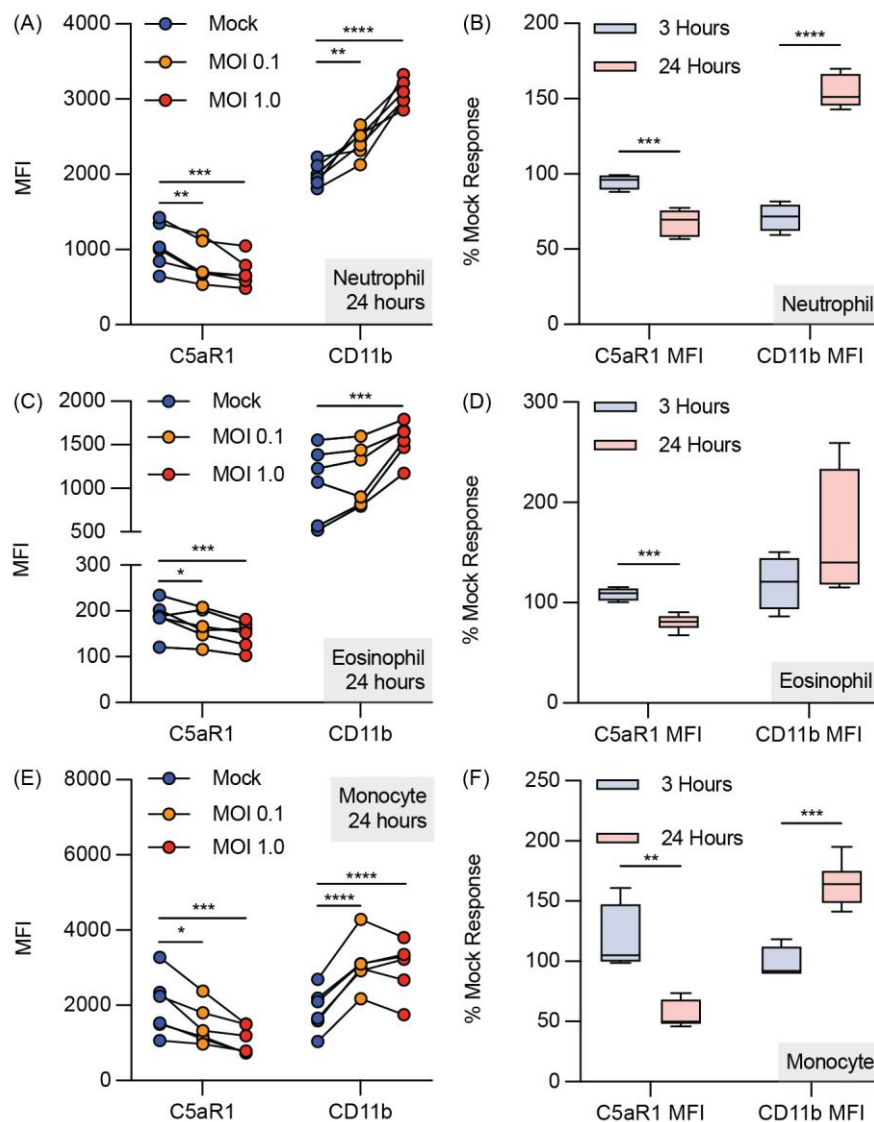 (A)
Mock
MOI 0.1
MOI 1.0
4000
3000
2000
1000
0
MFI
***
**
**
****
Neutrophil
24 hours
C5aR1
CD11b
(B)
3 Hours
24 Hours
200
150
100
50
0
% Mock Response
***
****
Neutrophil
C5aR1 MFI
CD11b MFI
(C)
Mock
MOI 0.1
MOI 1.0
2000
1500
1000
500
300
200
100
0
MFI
***
*
***
Eosinophil
24 hours
C5aR1
CD11b
(D)
3 Hours
24 Hours
300
200
100
0
% Mock Response
***
Eosinophil
C5aR1 MFI
CD11b MFI
(E)
Mock
MOI 0.1
MOI 1.0
8000
6000
4000
2000
0
MFI
***
*
****
****
Monocyte
24 hours
C5aR1
CD11b
(F)
3 Hours
24 Hours
250
200
150
100
50
0
% Mock Response
**
***
Monocyte
C5aR1 MFI
CD11b MFI